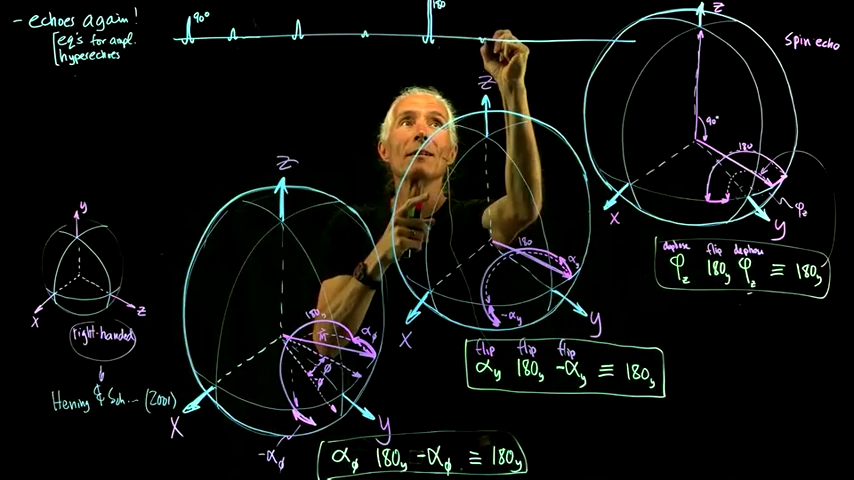 - echoes again!
[eq's for ampl.
[hyperechoes
90°
180
z
Spin echo
90°
180
φz
x
y
dephase flip dephase
φz 180y φz ≡ 180y
z
180
αy
-αy
x
y
flip flip flip
αy 180y -αy ≡ 180y
y
x
z
right-handed
Hennig & Sch... (2001)
z
180y
M
αϕ
ϕ
ϕ
-αϕ
x
y
αϕ 180y -αϕ ≡ 180y